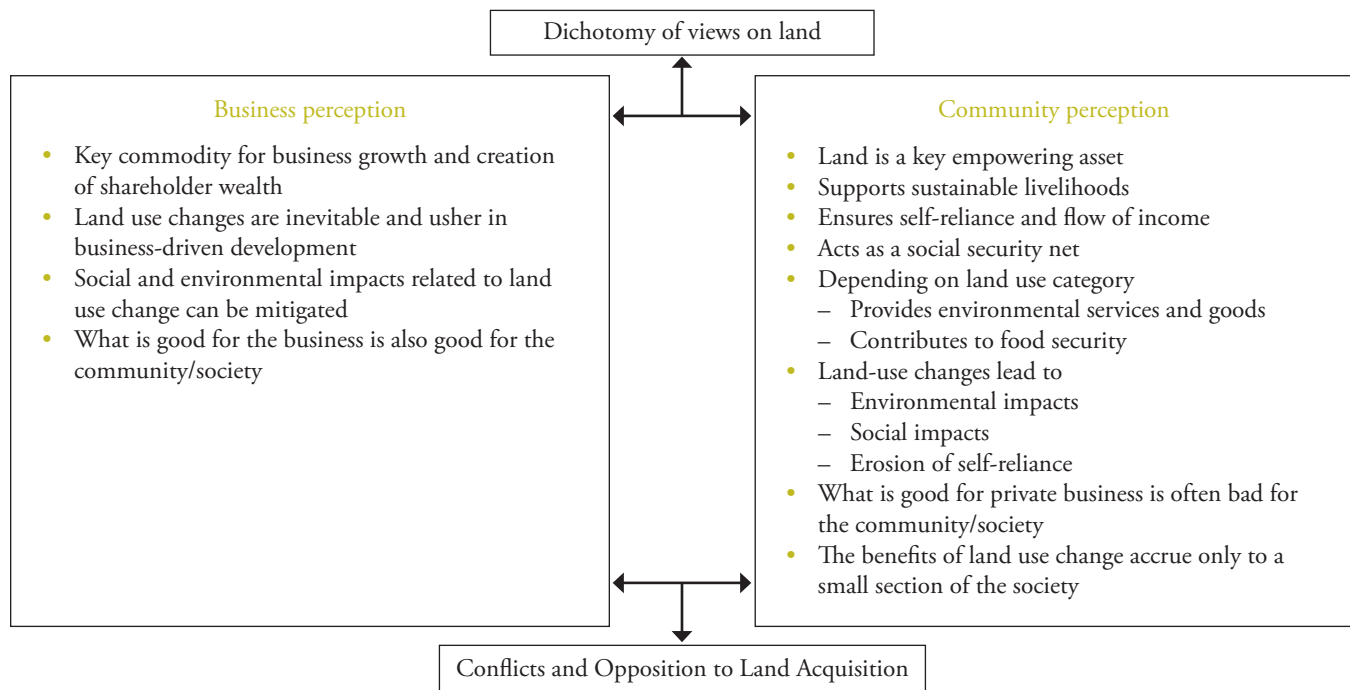 Dichotomy of views on land
Business perception
• Key commodity for business growth and creation
of shareholder wealth
• Land use changes are inevitable and usher in
business-driven development
• Social and environmental impacts related to land
use change can be mitigated
• What is good for the business is also good for the
community/society
Community perception
• Land is a key empowering asset
• Supports sustainable livelihoods
• Ensures self-reliance and flow of income
• Acts as a social security net
• Depending on land use category
– Provides environmental services and goods
– Contributes to food security
• Land-use changes lead to
– Environmental impacts
– Social impacts
– Erosion of self-reliance
• What is good for private business is often bad for
the community/society
• The benefits of land use change accrue only to a
small section of the society
Conflicts and Opposition to Land Acquisition